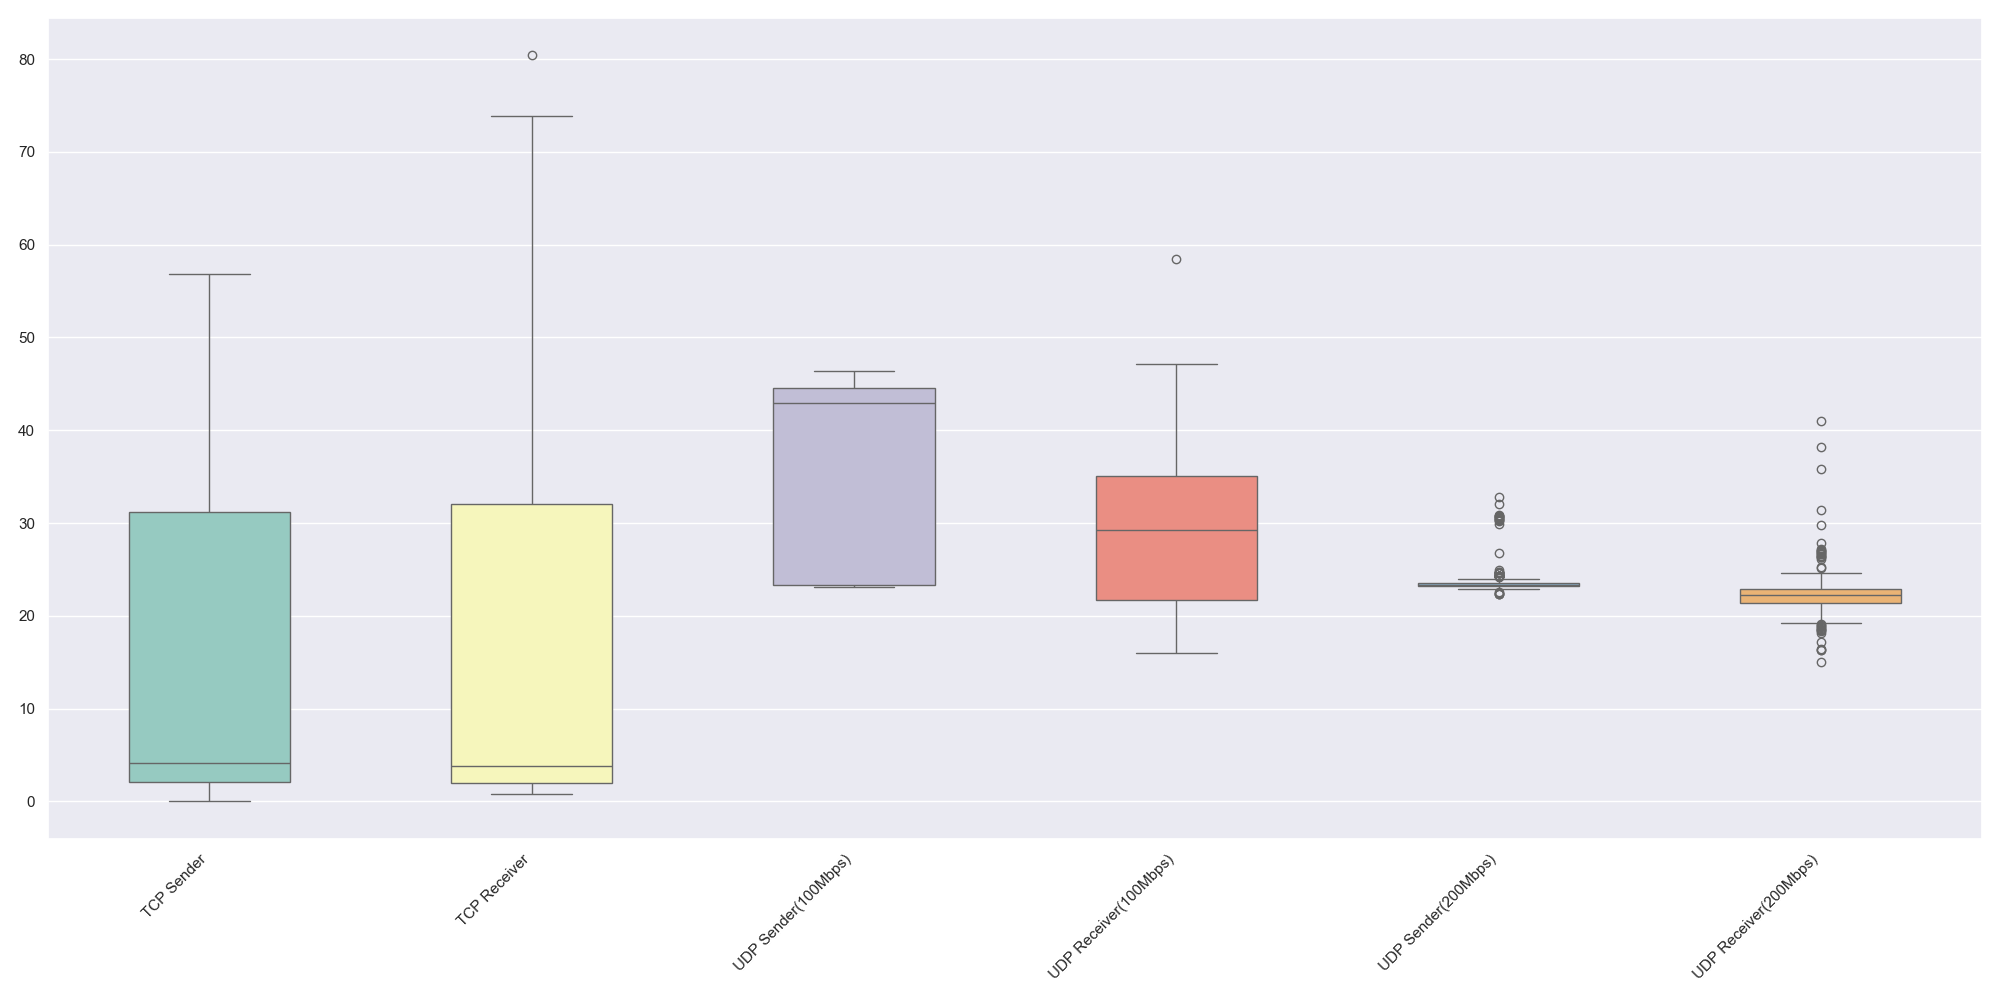 80
70
60
50
40
30
20
10
0
TCP Sender
TCP Receiver
UDP Sender(100Mbps)
UDP Receiver(100Mbps)
UDP Sender(200Mbps)
UDP Receiver(200Mbps)